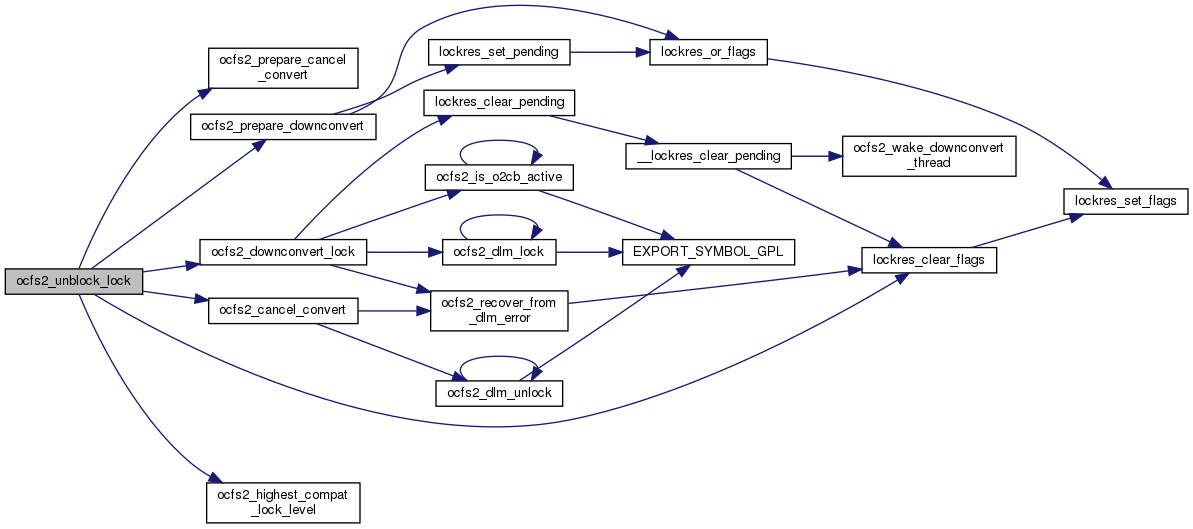 ocfs2_unblock_lock
ocfs2_prepare_cancel
_convert
ocfs2_prepare_downconvert
ocfs2_downconvert_lock
ocfs2_cancel_convert
ocfs2_highest_compat
_lock_level
lockres_set_pending
lockres_clear_pending
ocfs2_is_o2cb_active
ocfs2_dlm_lock
ocfs2_recover_from
_dlm_error
ocfs2_dlm_unlock
lockres_or_flags
__lockres_clear_pending
EXPORT_SYMBOL_GPL
ocfs2_wake_downconvert
_thread
lockres_clear_flags
lockres_set_flags